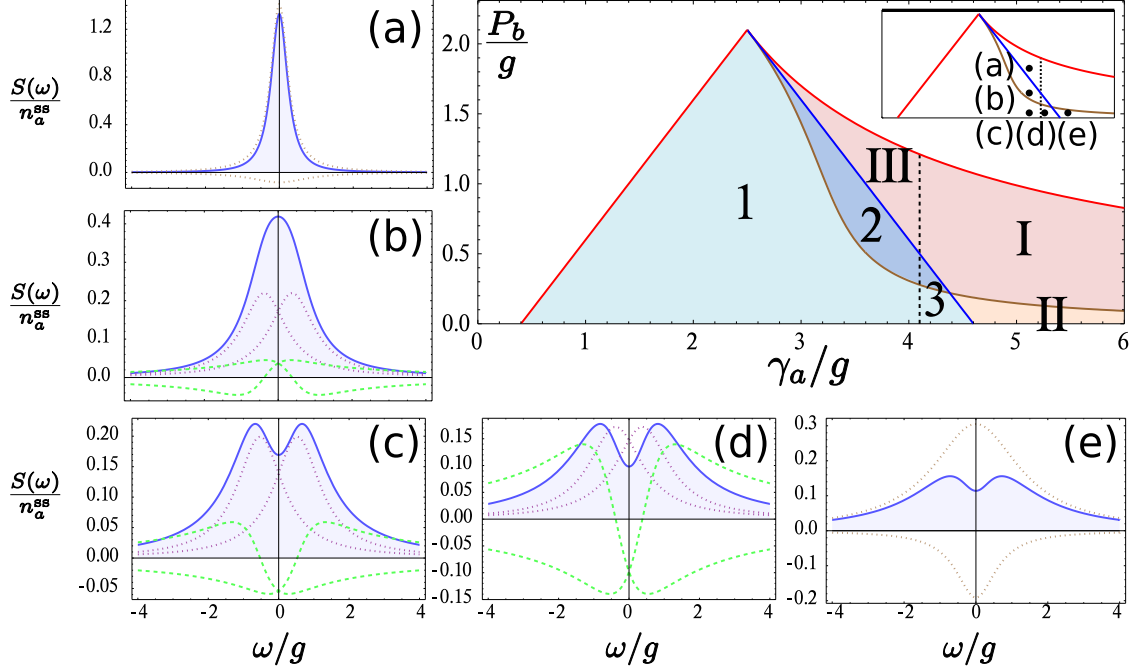 (a)
S(ω)/n_a^ss
1.2
0.8
0.4
0.0
(b)
S(ω)/n_a^ss
0.4
0.3
0.2
0.1
0.0
P_b/g
2.0
1.5
1.0
0.5
0.0
0 1 2 3 4 5 6
γ_a/g
1
2
3
III
I
II
(a)
(b)
(c)(d)(e)
(c)
S(ω)/n_a^ss
0.20
0.15
0.10
0.05
0.00
-0.05
-4 -2 0 2 4
ω/g
(d)
0.15
0.10
0.05
0.00
-0.05
-0.10
-0.15
-4 -2 0 2 4
ω/g
(e)
0.3
0.2
0.1
0.0
-0.1
-0.2
-4 -2 0 2 4
ω/g